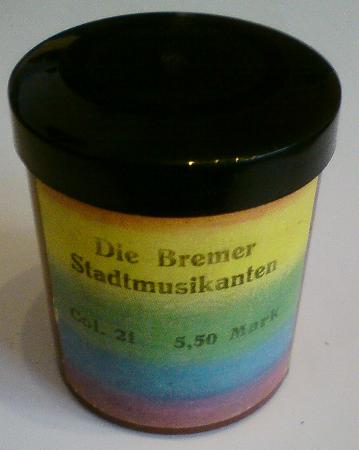 Die Bremer
Stadtmusikanten
Col. 21 5,50 Mark